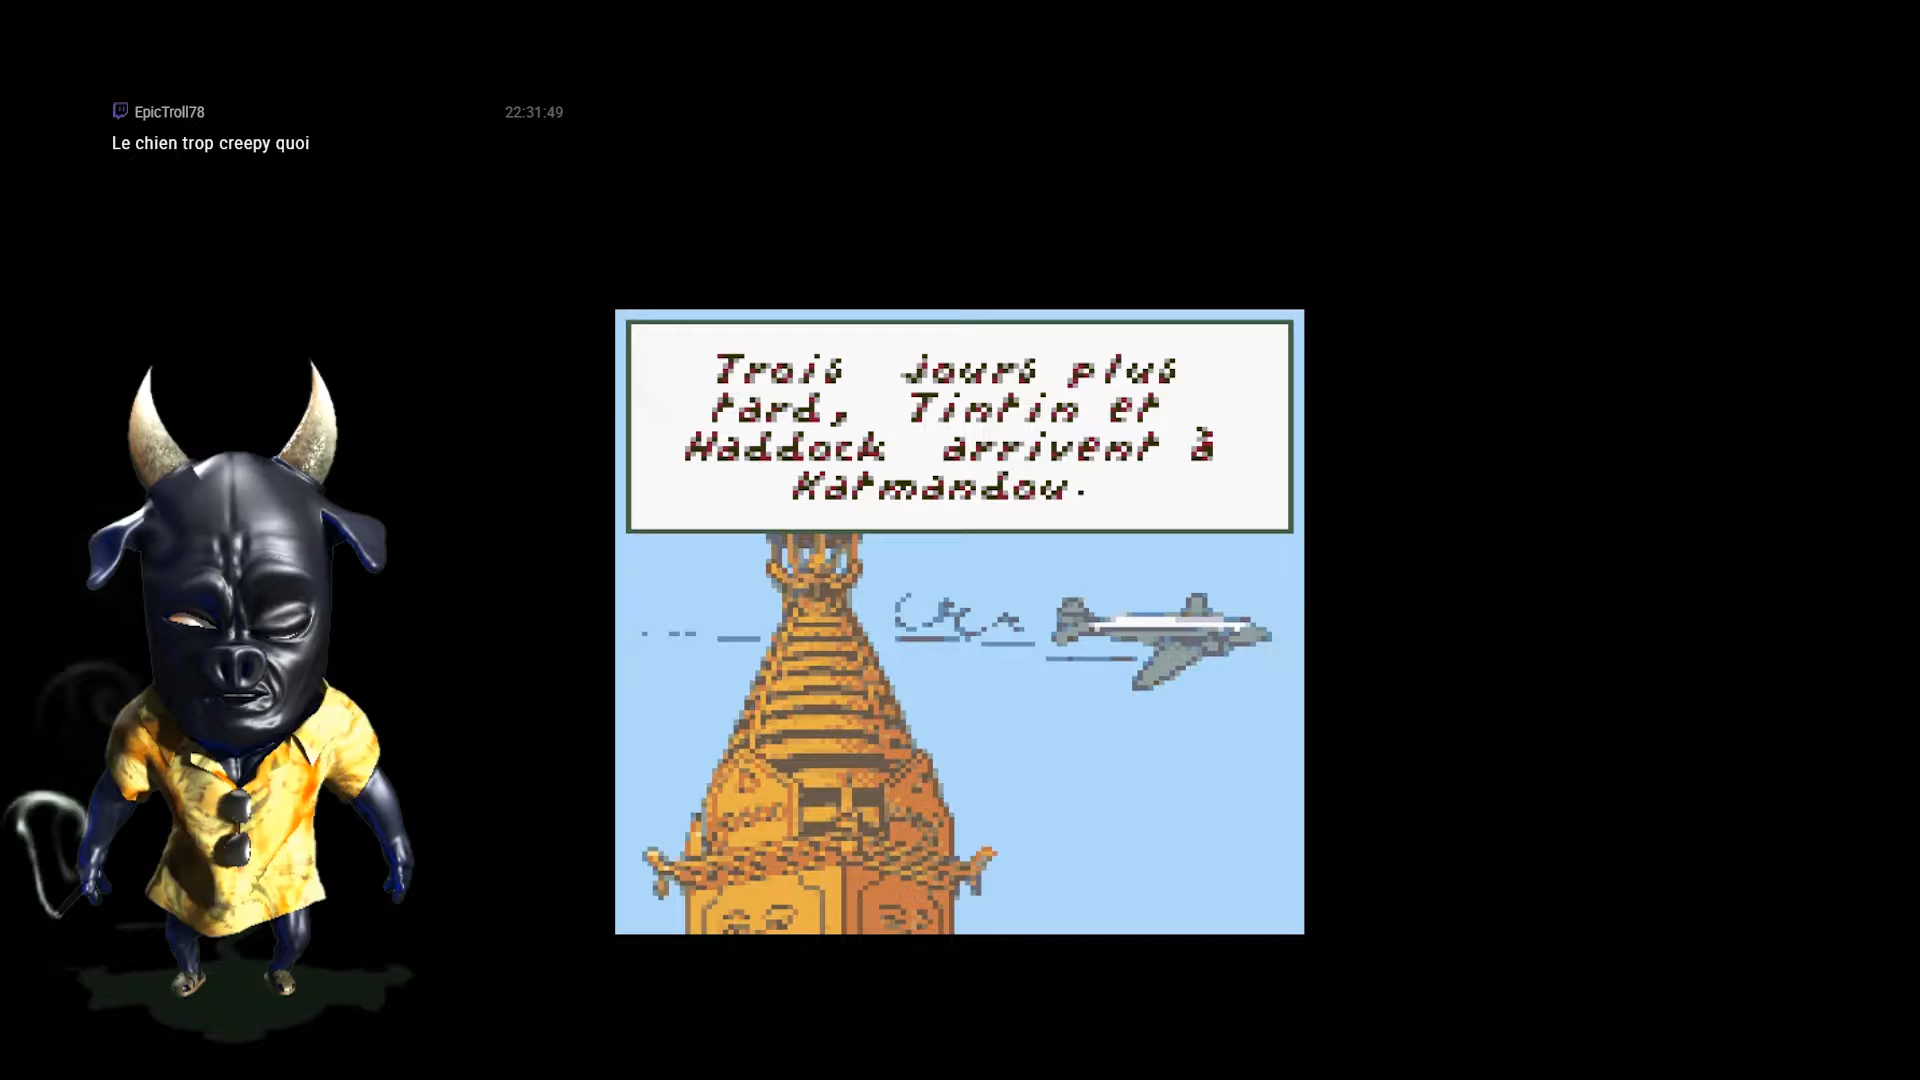 EpicTroll78 22:31:49
Le chien trop creepy quoi
Trois Jours plus
tard, Tintin et
Haddock arrivent à
Katmandou.